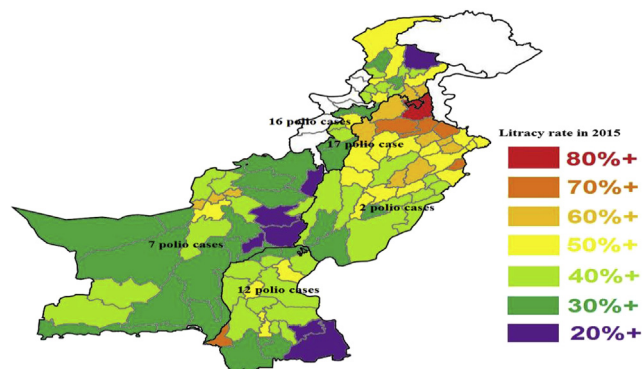 16 polio cases
17 polio case
2 polio cases
7 polio cases
12 polio cases
Litracy rate in 2015
80%+
70%+
60%+
50%+
40%+
30%+
20%+